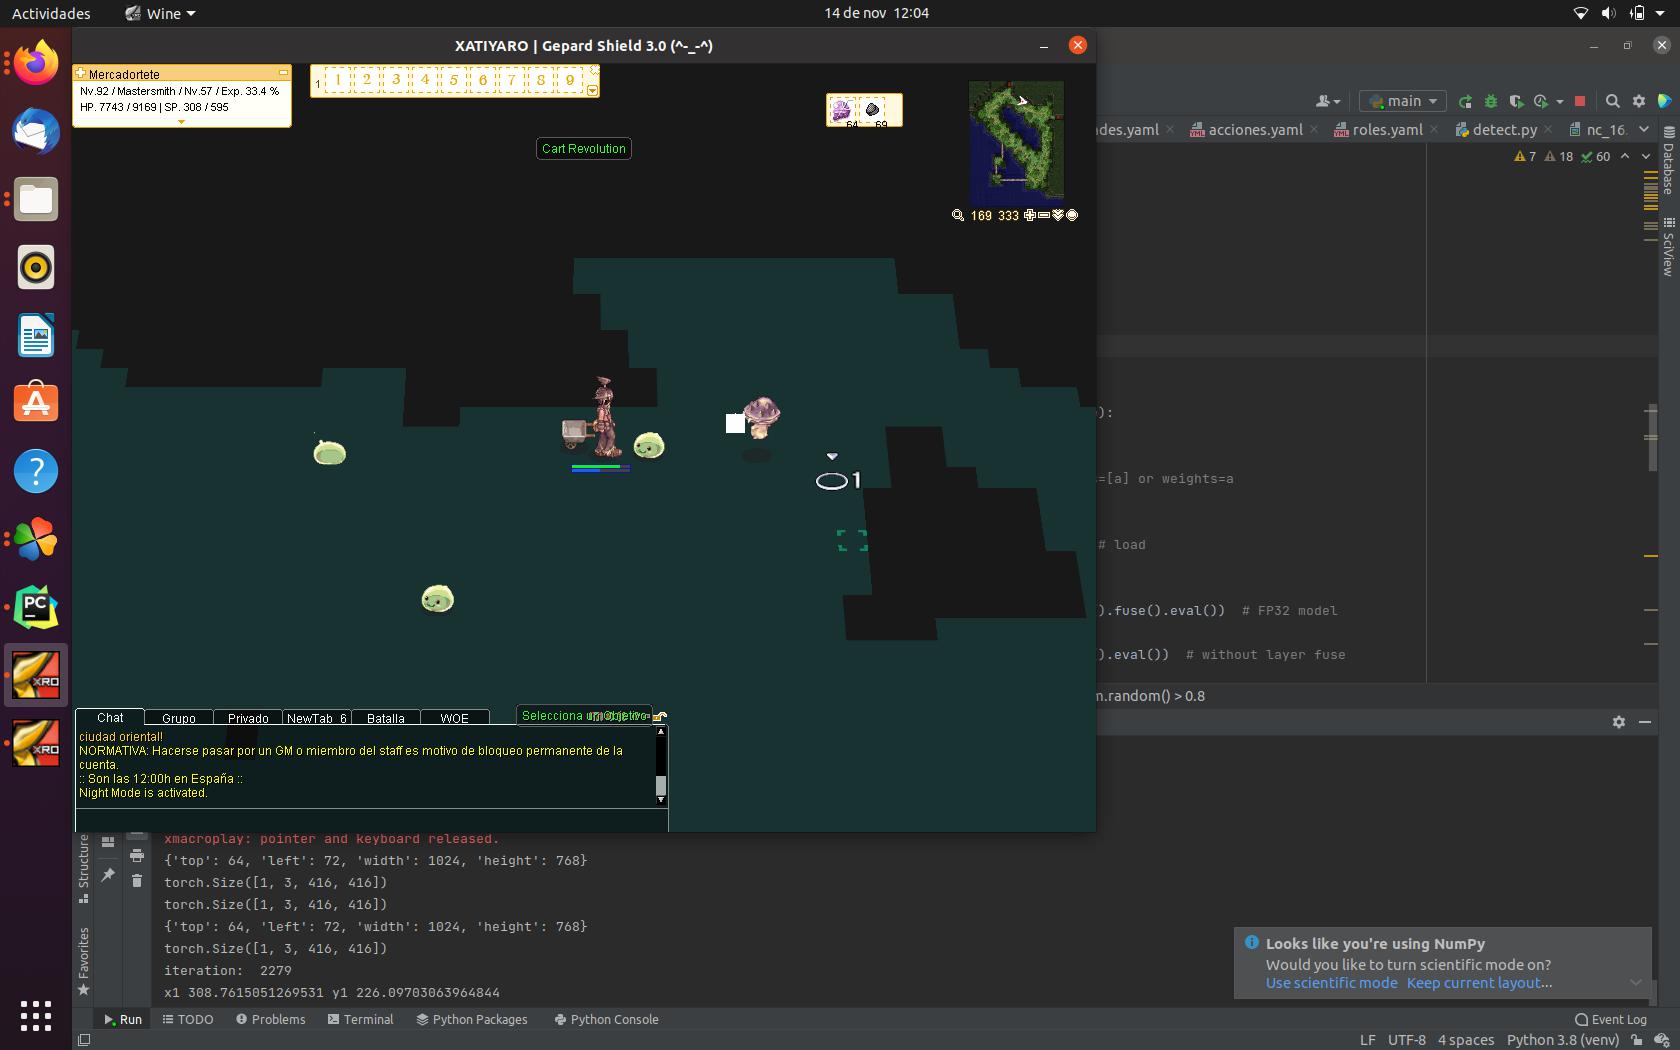 Actividades
Wine
14 de nov 12:04
XATIYARO | Gepard Shield 3.0 (^-_-^)
Mercadortete
Nv.92 / Mastersmith / Nv.57 / Exp. 33.4 %
HP. 7743 / 9169 | SP. 308 / 595
1 1 2 3 4 5 6 7 8 9
64 69
Cart Revolution
169 333
1
main
des.yaml
acciones.yaml
roles.yaml
detect.py
nc_16.
7 18 60
Database
SciView
):
=[a] or weights=a
# load
).fuse().eval()) # FP32 model
).eval()) # without layer fuse
m.random() > 0.8
Chat Grupo Privado NewTab_6 Batalla WOE
Selecciona un objetivo
ciudad oriental!
NORMATIVA: Hacerse pasar por un GM o miembro del staff es motivo de bloqueo permanente de la
cuenta.
:: Son las 12:00h en España ::
Night Mode is activated.
PC
XRO
XRO
Structure
Favorites
xmacroplay: pointer and keyboard released.
{'top': 64, 'left': 72, 'width': 1024, 'height': 768}
torch.Size([1, 3, 416, 416])
torch.Size([1, 3, 416, 416])
{'top': 64, 'left': 72, 'width': 1024, 'height': 768}
torch.Size([1, 3, 416, 416])
iteration:  2279
x1 308.7615051269531 y1 226.09703063964844
Looks like you're using NumPy
Would you like to turn scientific mode on?
Use scientific mode Keep current layout...
Run TODO Problems Terminal Python Packages Python Console
Event Log
LF UTF-8 4 spaces Python 3.8 (venv)